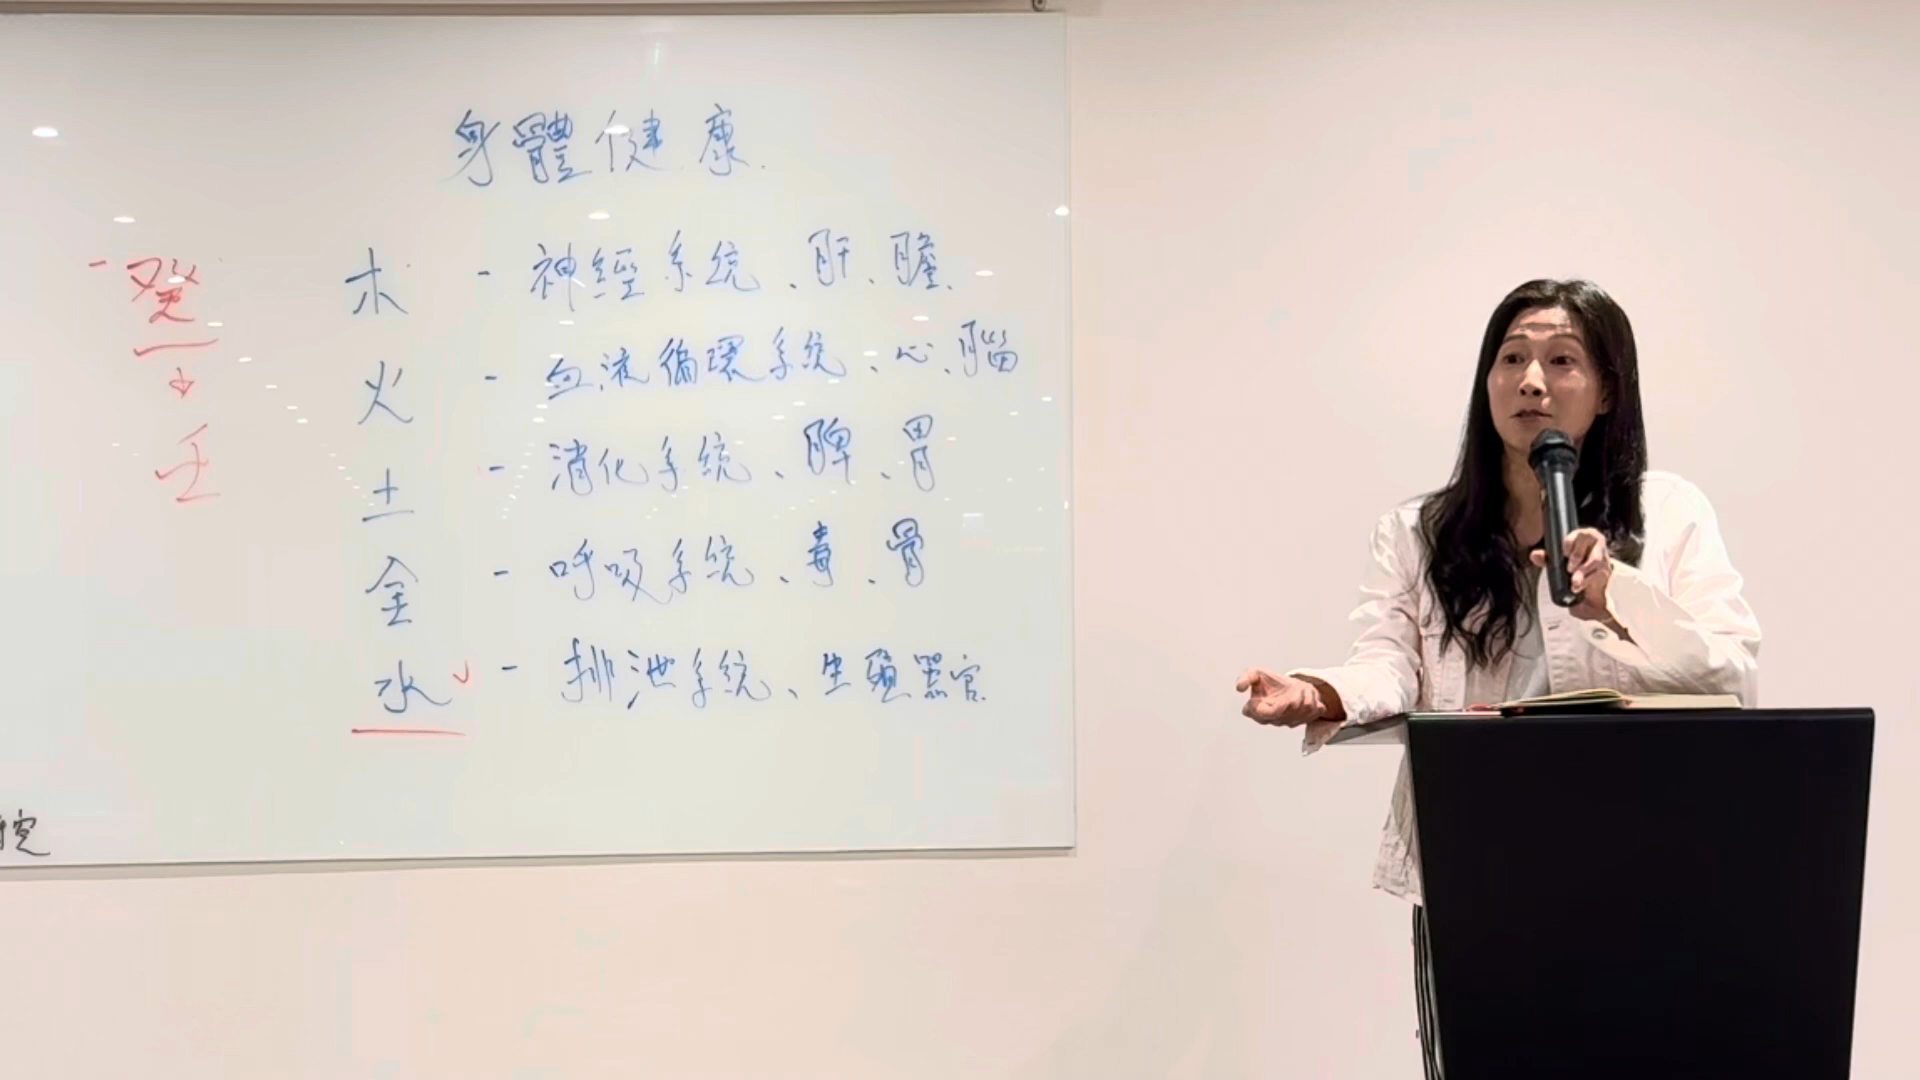 身體健康.
木 - 神經系統、肝、膽.
火 - 血液循環系統、心、腦
土 - 消化系統、脾、胃
金 - 呼吸系統、毒、骨
水 - 排泄系統、生殖器官
癸
↓
壬
控